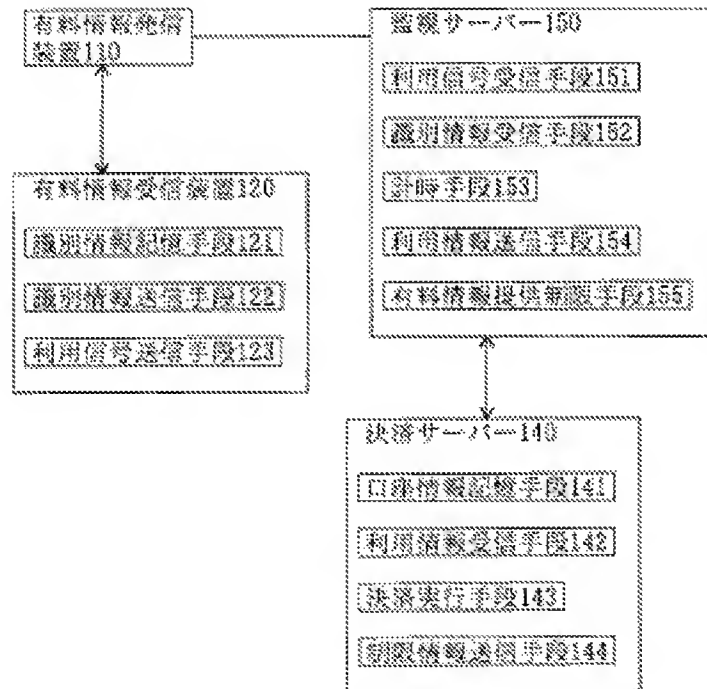 有料情報発信
装置110
監視サーバー150
利用信号受信手段151
識別情報受信手段152
計時手段153
利用情報送信手段154
有料情報提供制限手段155
有料情報受信装置120
識別情報記憶手段121
識別情報送信手段122
利用信号送信手段123
決済サーバー140
口座情報記憶手段141
利用情報受信手段142
決済実行手段143
制限情報送信手段144